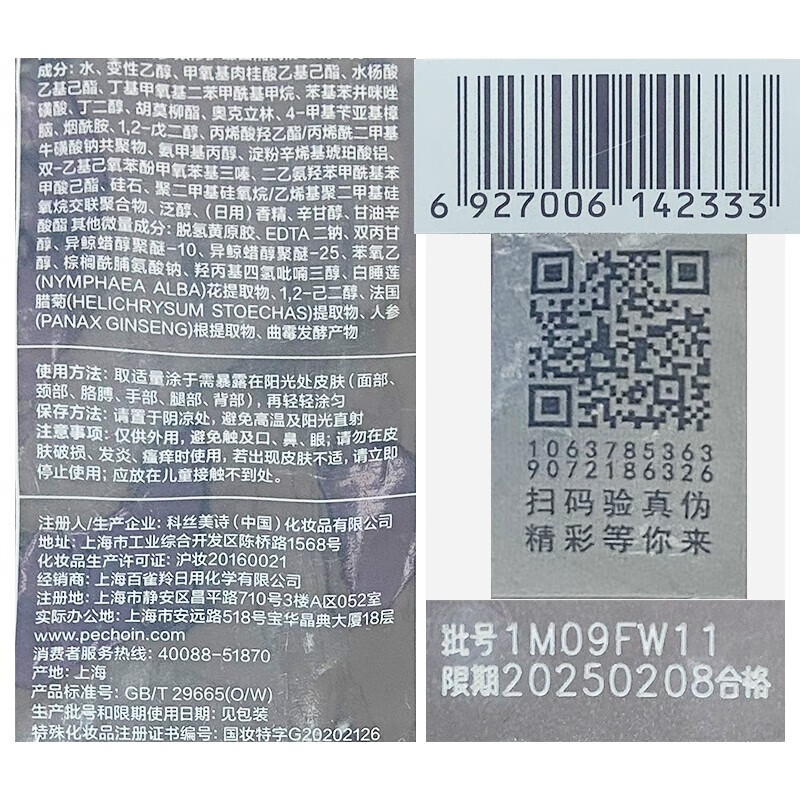 成分: 水、变性乙醇、甲氧基肉桂酸乙基己酯、水杨酸
乙基己酯、丁基甲氧基二苯甲酰基甲烷、苯基苯并咪唑
磺酸、丁二醇、胡莫柳酯、奥克立林、4-甲基苄亚基樟
脑、烟酰胺、1,2-戊二醇、丙烯酸羟乙酯/丙烯酰二甲基
牛磺酸钠共聚物、氨甲基丙醇、淀粉辛烯基琥珀酸铝、
双-乙基己氧苯酚甲氧苯基三嗪、二乙氨羟苯甲酰基苯
甲酸己酯、硅石、聚二甲基硅氧烷/乙烯基聚二甲基硅
氧烷交联聚合物、泛醇、(日用)香精、辛甘醇、甘油辛
酸酯 其他微量成分: 脱氢黄原胶、EDTA 二钠、双丙甘
醇、异鲸蜡醇聚醚-10、异鲸蜡醇聚醚-25、苯氧乙
醇、棕榈酰脯氨酸钠、羟丙基四氢吡喃三醇、白睡莲
(NYMPHAEA ALBA)花提取物、1,2-己二醇、法国
腊菊(HELICHRYSUM STOECHAS)提取物、人参
(PANAX GINSENG)根提取物、曲霉发酵产物
使用方法: 取适量涂于需暴露在阳光处皮肤(面部、
颈部、胳膊、手部、腿部、背部),再轻轻涂匀
保存方法: 请置于阴凉处,避免高温及阳光直射
注意事项: 仅供外用,避免触及口、鼻、眼;请勿在皮
肤破损、发炎、瘙痒时使用,若出现皮肤不适,请立即
停止使用;应放在儿童接触不到处。
注册人/生产企业: 科丝美诗(中国)化妆品有限公司
地址: 上海市工业综合开发区陈桥路1568号
化妆品生产许可证: 沪妆20160021
经销商: 上海百雀羚日用化学有限公司
注册地: 上海市静安区昌平路710号3楼A区052室
实际办公地: 上海市安远路518号宝华晶典大厦18层
www.pechoin.com
消费者服务热线: 40088-51870
产地: 上海
产品标准号: GB/T 29665(O/W)
生产批号和限期使用日期: 见包装
特殊化妆品注册证书编号: 国妆特字G20202126
6 927006 142333
1063785363
9072186326
扫码验真伪
精彩等你来
批号1M09FW11
限期20250208合格